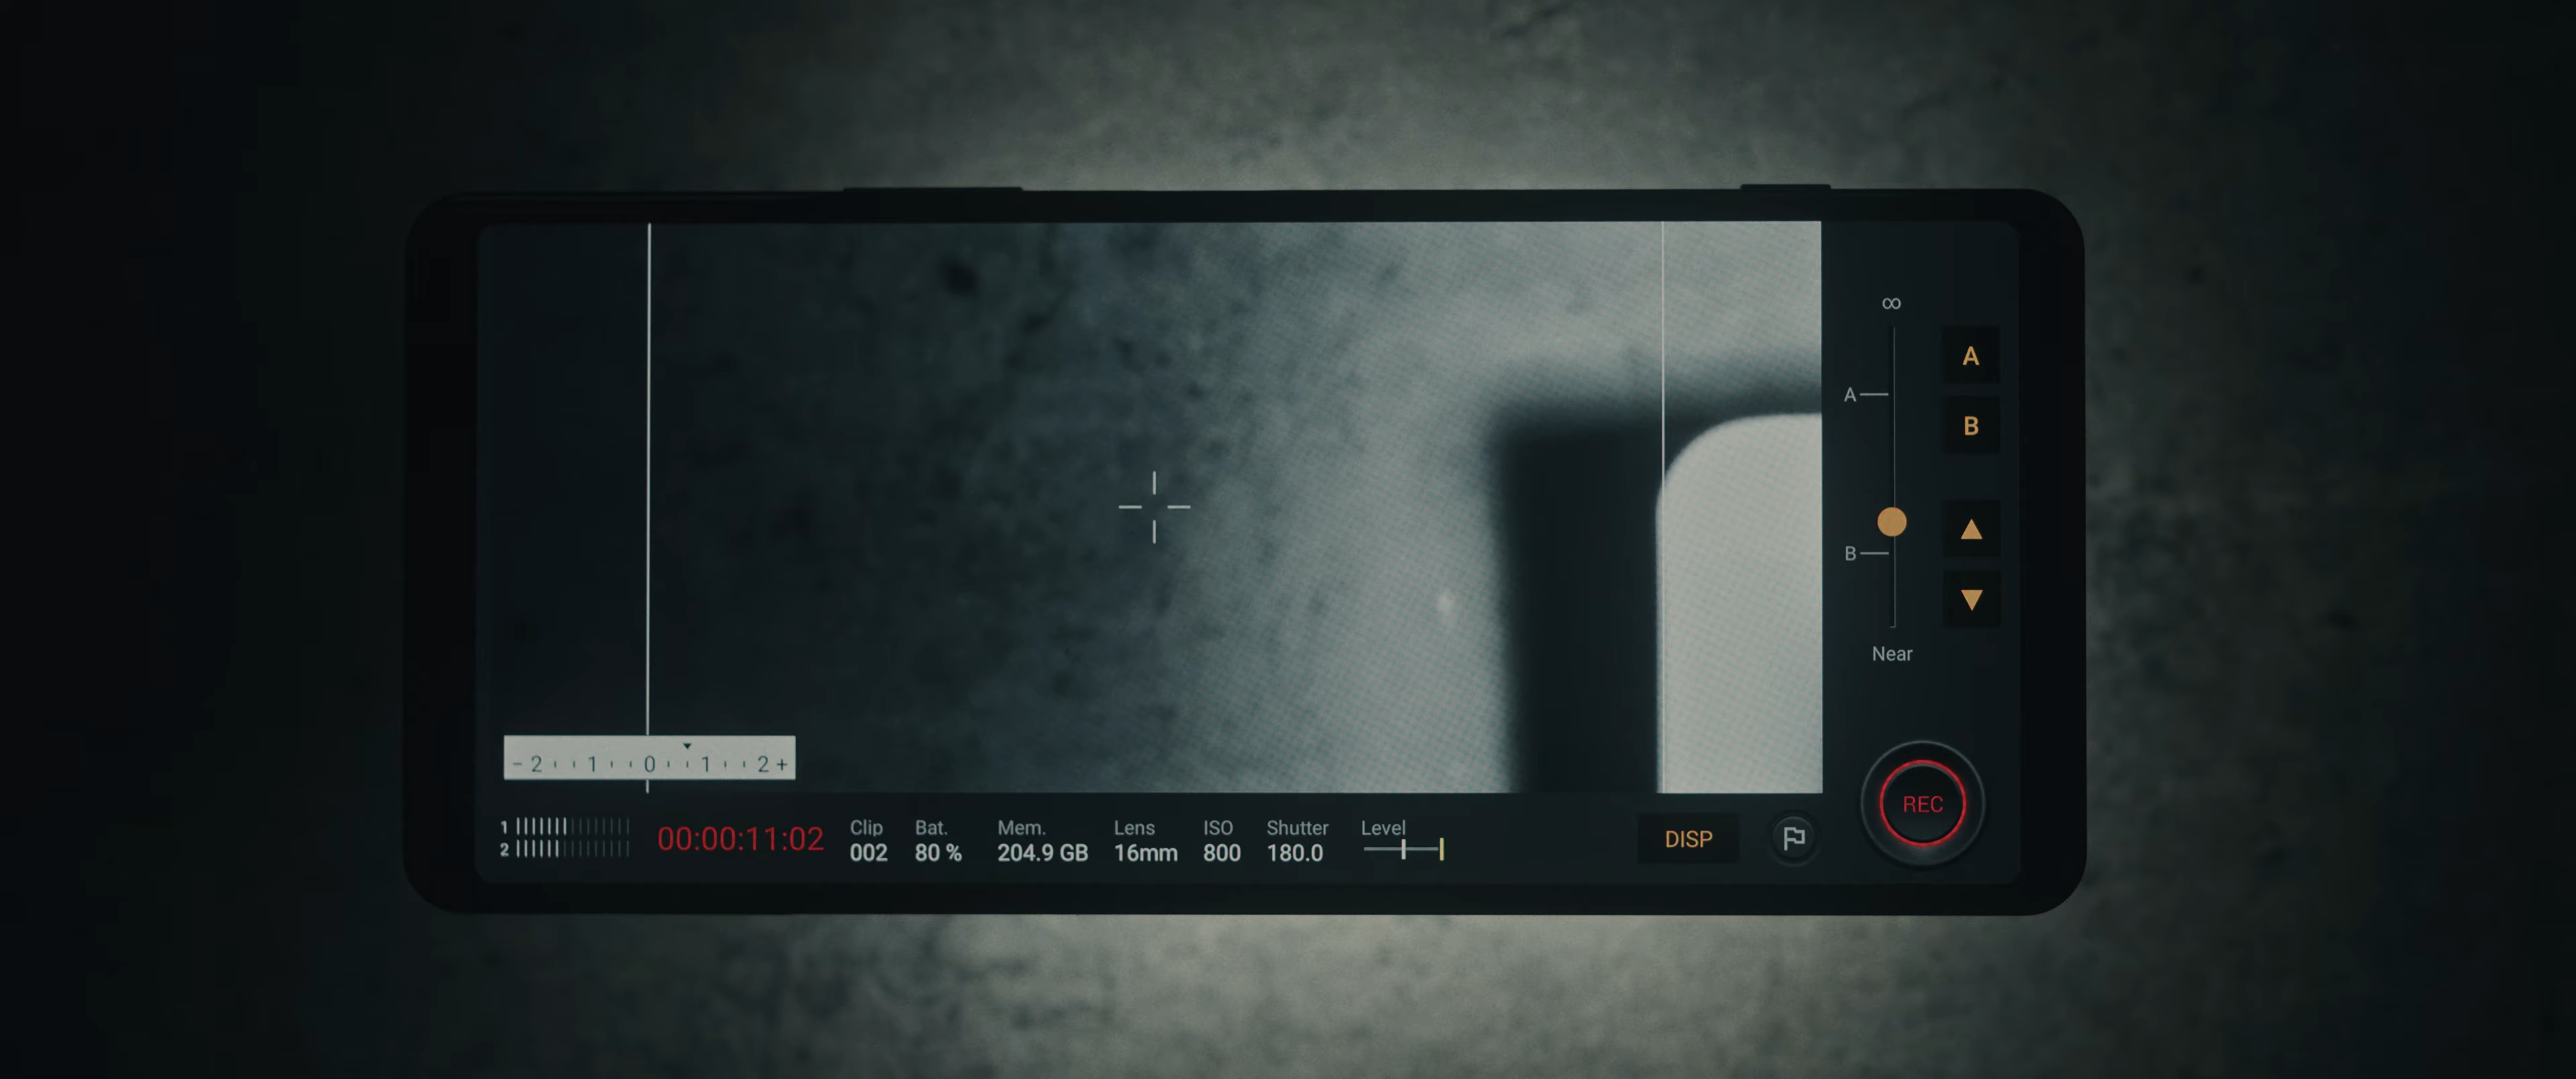 ∞
A
A
B
B
Near
- 2 1 0 1 2 +
1
2
00:00:11:02
Clip
002
Bat.
80 %
Mem.
204.9 GB
Lens
16mm
ISO
800
Shutter
180.0
Level
DISP
REC